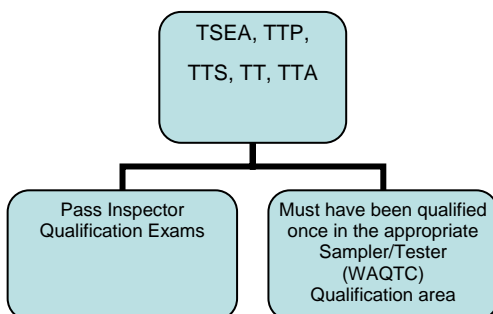 TSEA, TTP,
TTS, TT, TTA
Pass Inspector
Qualification Exams
Must have been qualified
once in the appropriate
Sampler/Tester
(WAQTC)
Qualification area